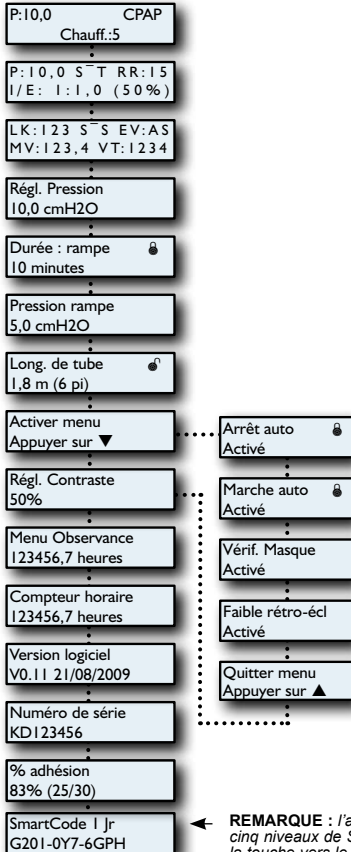 P:10,0 CPAP
Chauff.:5
P:10,0 S¯T RR:15
I/E: 1:1,0 (50%)
LK:123 S¯S EV:AS
MV:123,4 VT:1234
Régl. Pression
10,0 cmH2O
Durée : rampe
10 minutes
Pression rampe
5,0 cmH2O
Long. de tube
1,8 m (6 pi)
Activer menu
Appuyer sur ▼
Arrêt auto
Activé
Marche auto
Activé
Vérif. Masque
Activé
Faible rétro-écl
Activé
Quitter menu
Appuyer sur ▲
Régl. Contraste
50%
Menu Observance
123456,7 heures
Compteur horaire
123456,7 heures
Version logiciel
V0.11 21/08/2009
Numéro de série
KD123456
% adhésion
83% (25/30)
SmartCode 1 Jr
G201-0Y7-6GPH
REMARQUE : l'a
cinq niveaux de S
la touche vers le